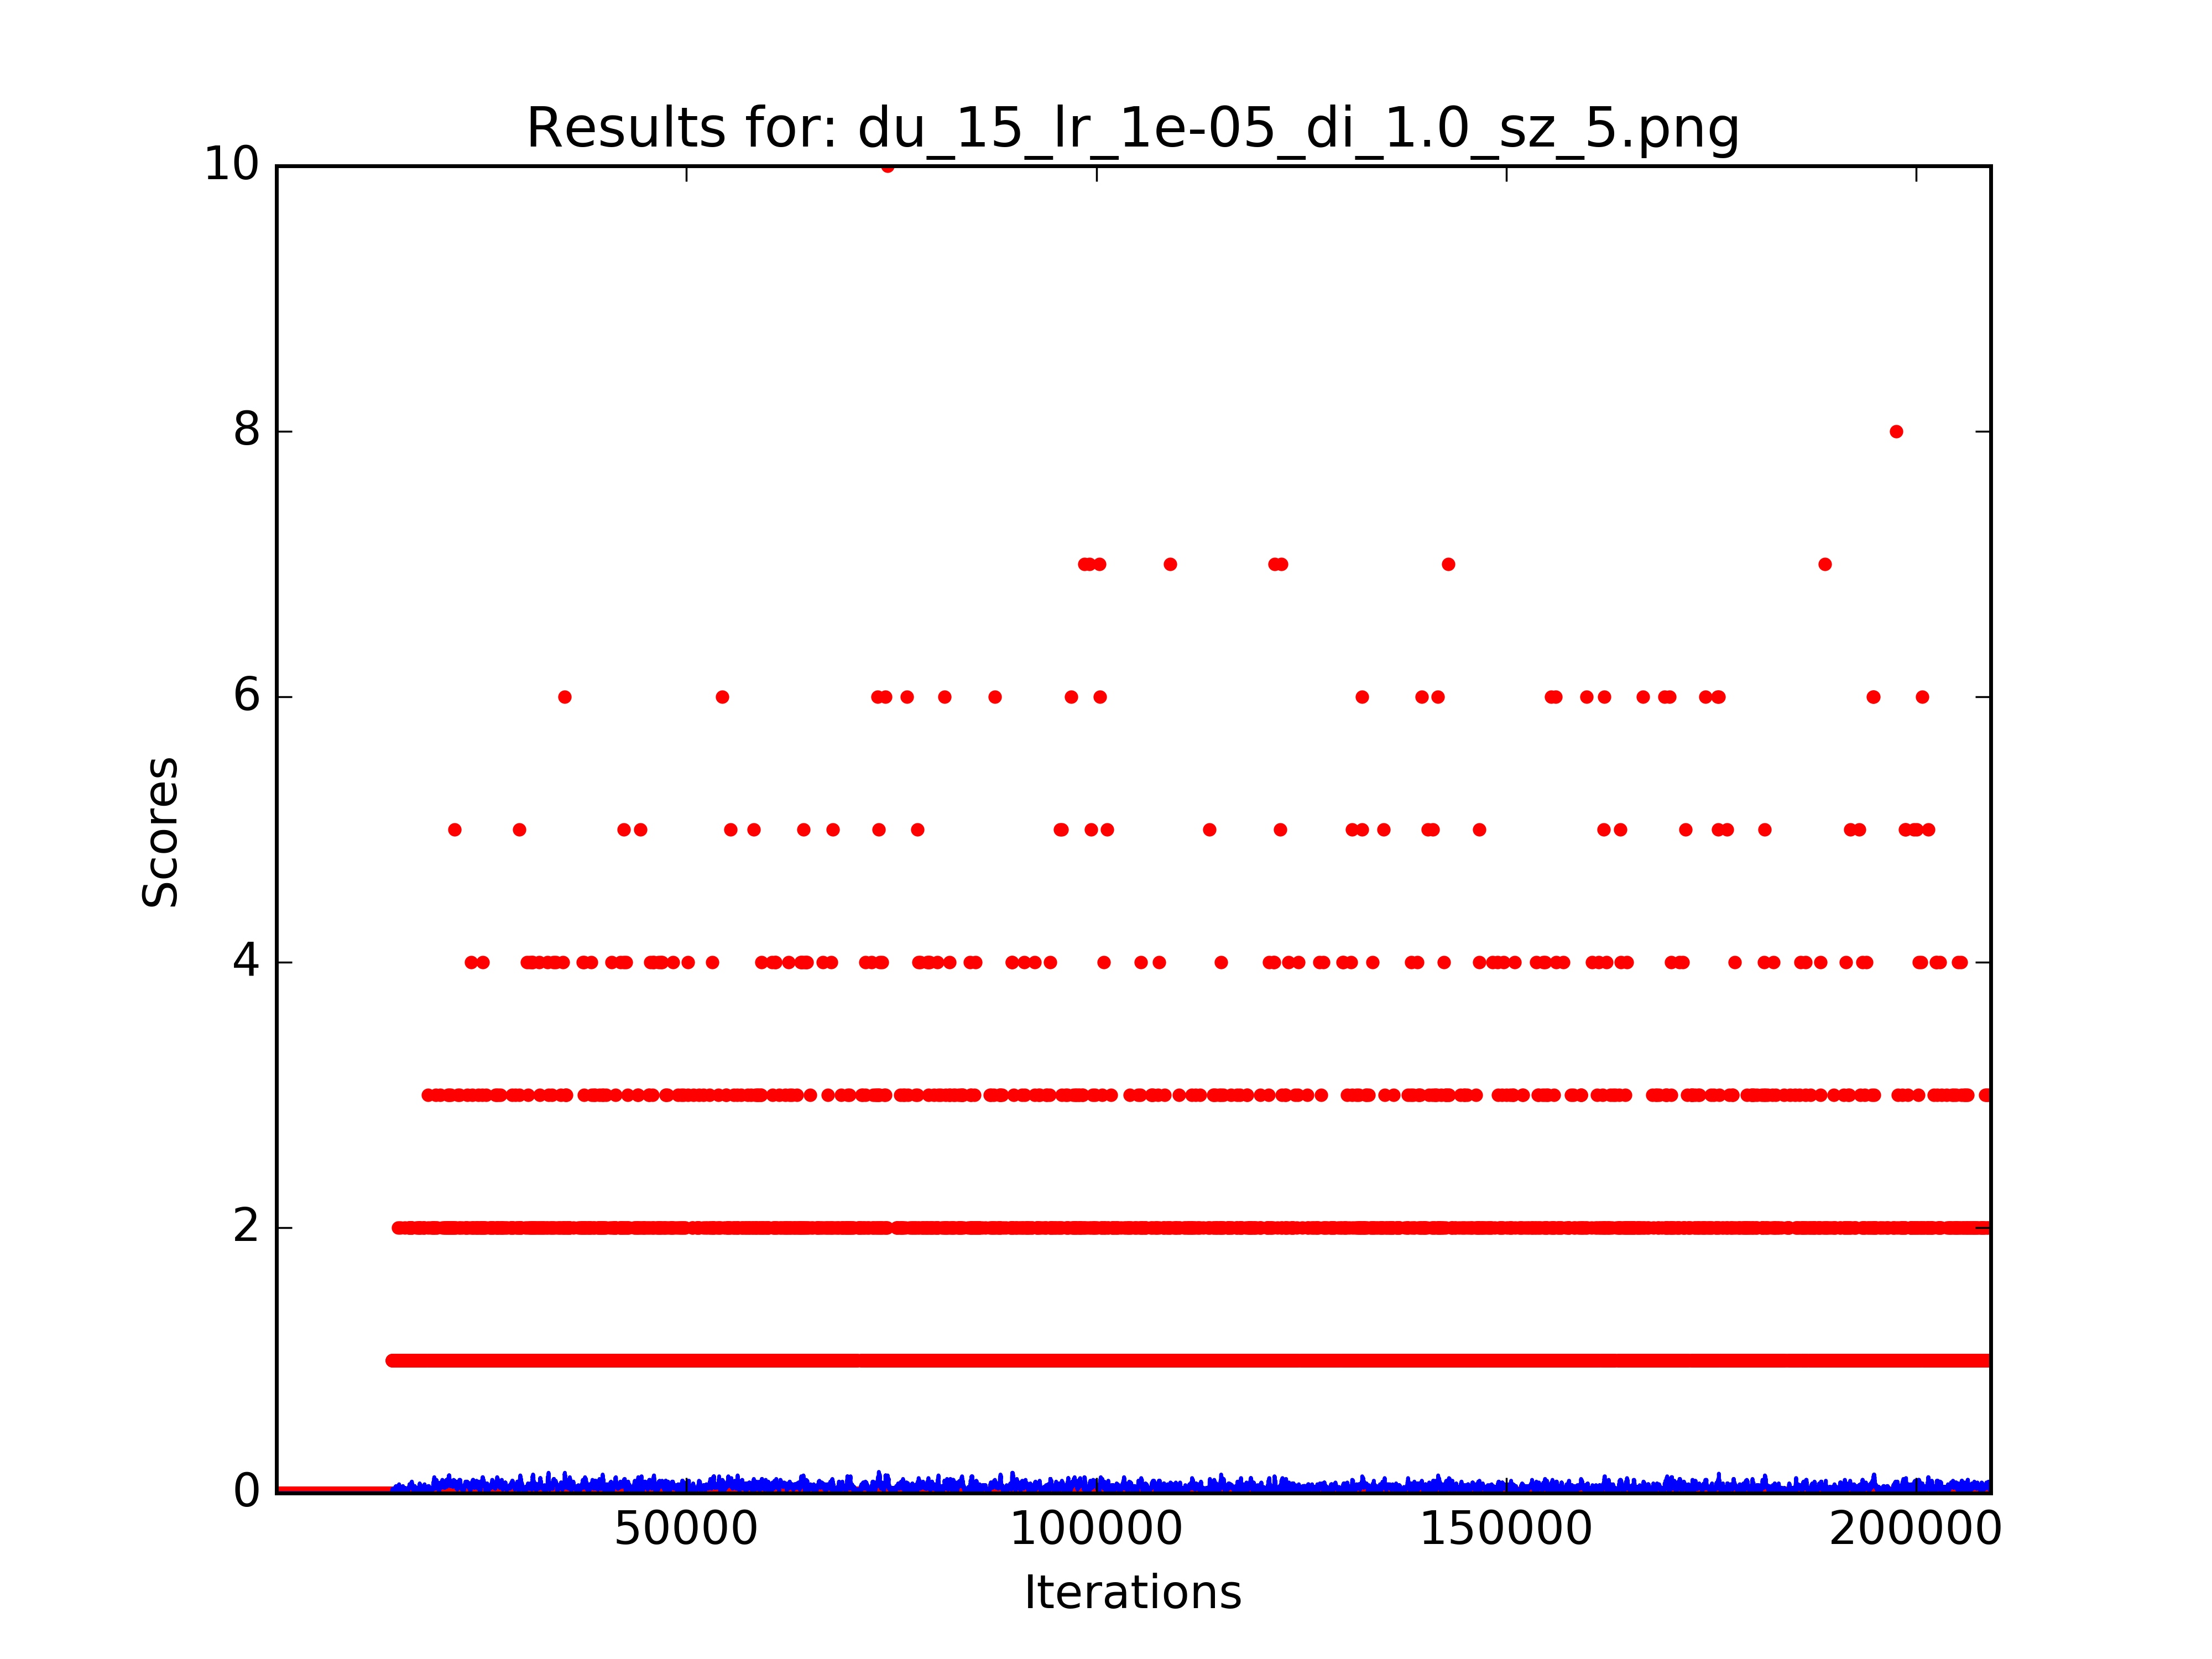 Results for: du_15_lr_1e-05_di_1.0_sz_5.png
10
8
6
4
2
0
Scores
50000 100000 150000 200000
Iterations